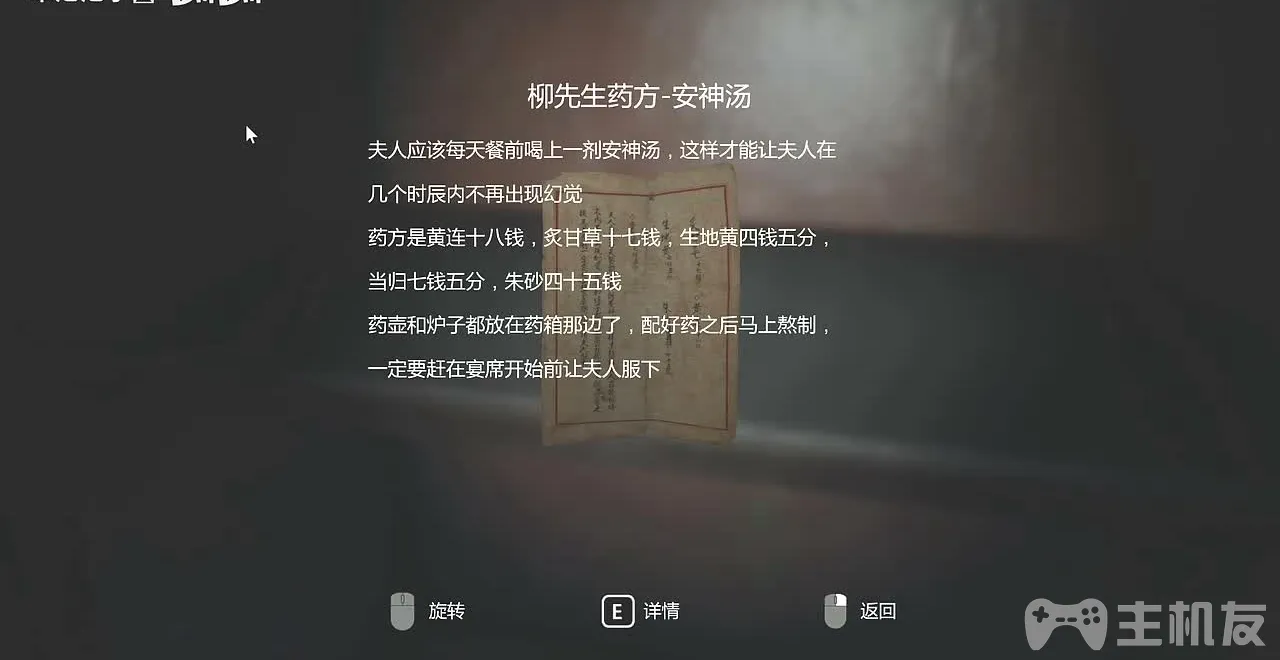 柳先生药方-安神汤
夫人应该每天餐前喝上一剂安神汤，这样才能让夫人在
几个时辰内不再出现幻觉
药方是黄连十八钱，炙甘草十七钱，生地黄四钱五分，
当归七钱五分，朱砂四十五钱
药壶和炉子都放在药箱那边了，配好药之后马上熬制，
一定要赶在宴席开始前让夫人服下
旋转
E 详情
返回
主机友